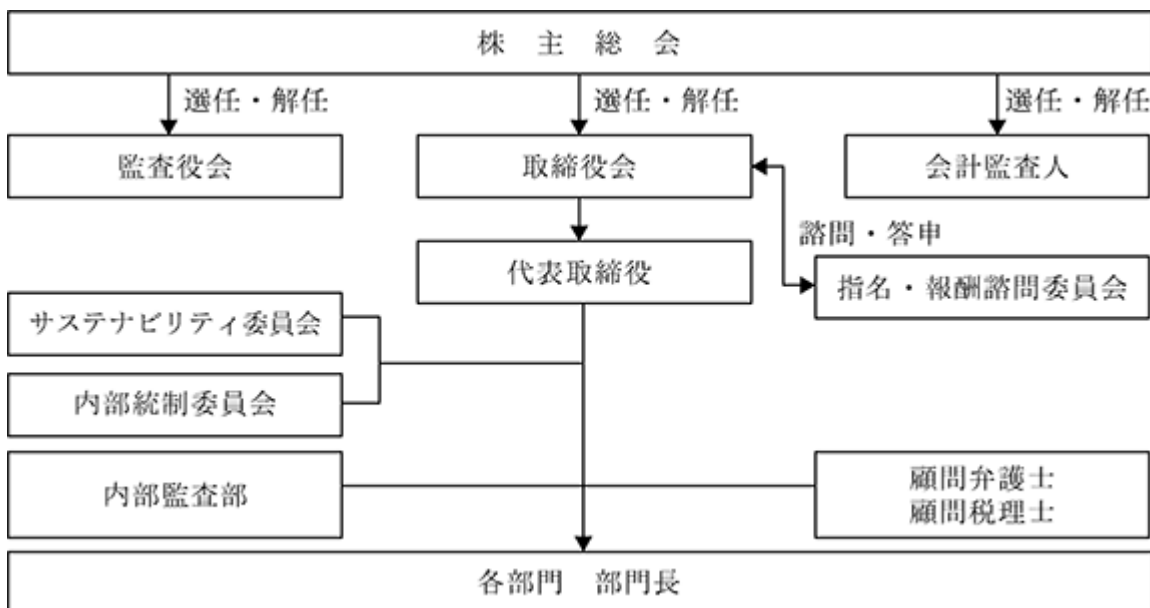 株主総会
選任・解任
選任・解任
選任・解任
監査役会
取締役会
会計監査人
諮問・答申
代表取締役
指名・報酬諮問委員会
サステナビリティ委員会
内部統制委員会
内部監査部
顧問弁護士
顧問税理士
各部門 部門長